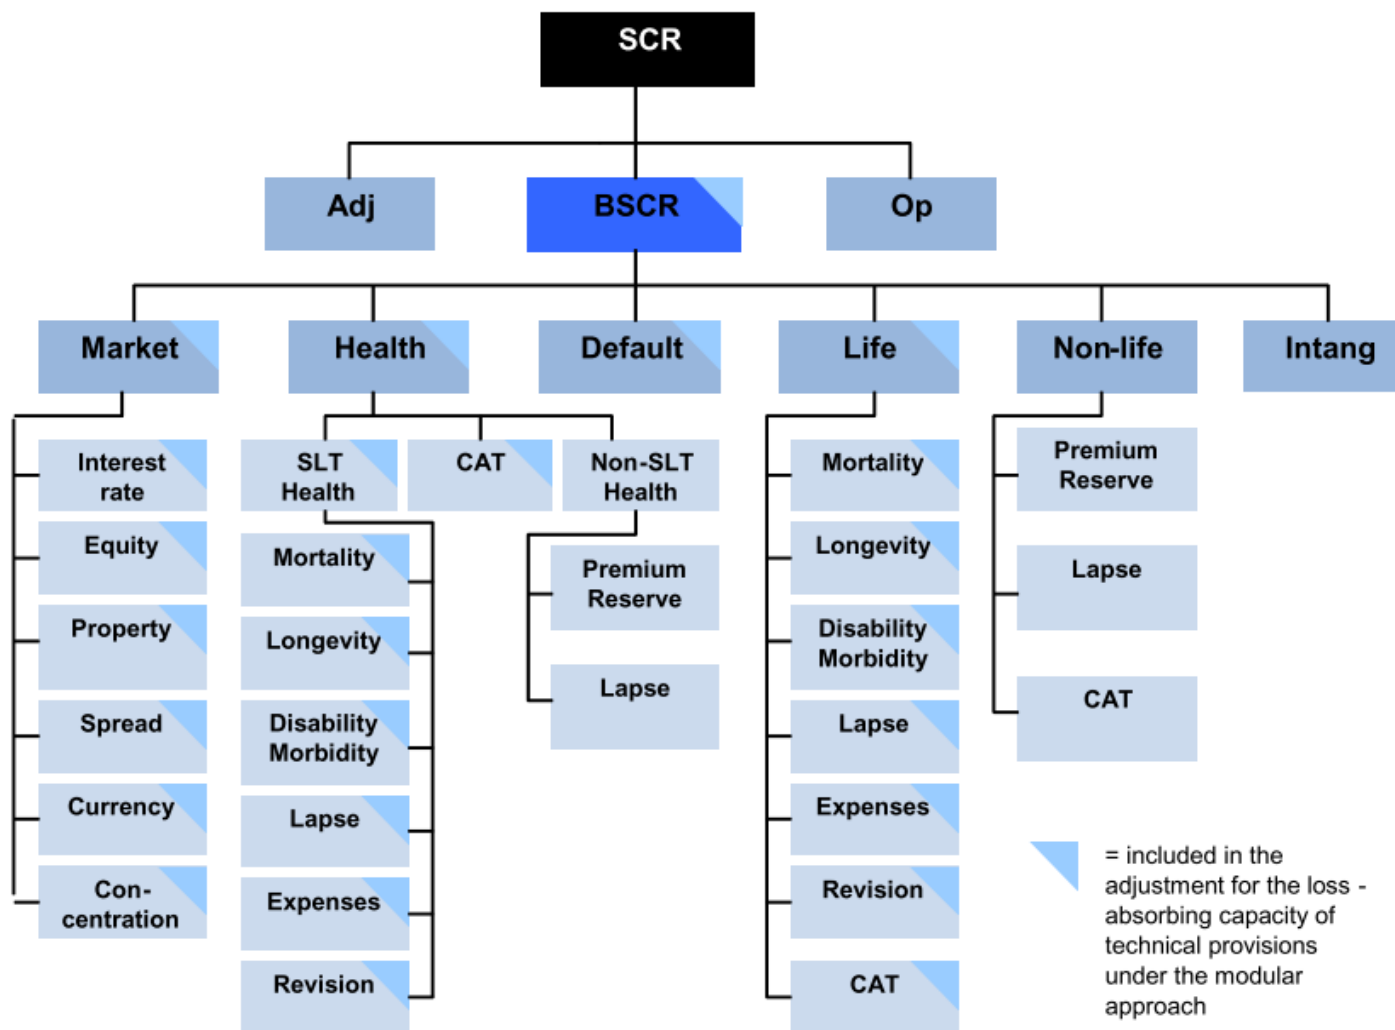 SCR
Adj
BSCR
Op
Market
Health
Default
Life
Non-life
Intang
Interest
rate
Equity
Property
Spread
Currency
Con-
centration
SLT
Health
CAT
Non-SLT
Health
Mortality
Longevity
Disability
Morbidity
Lapse
Expenses
Revision
Premium
Reserve
Lapse
Mortality
Longevity
Disability
Morbidity
Lapse
Expenses
Revision
CAT
Premium
Reserve
Lapse
CAT
= included in the
adjustment for the loss -
absorbing capacity of
technical provisions
under the modular
approach